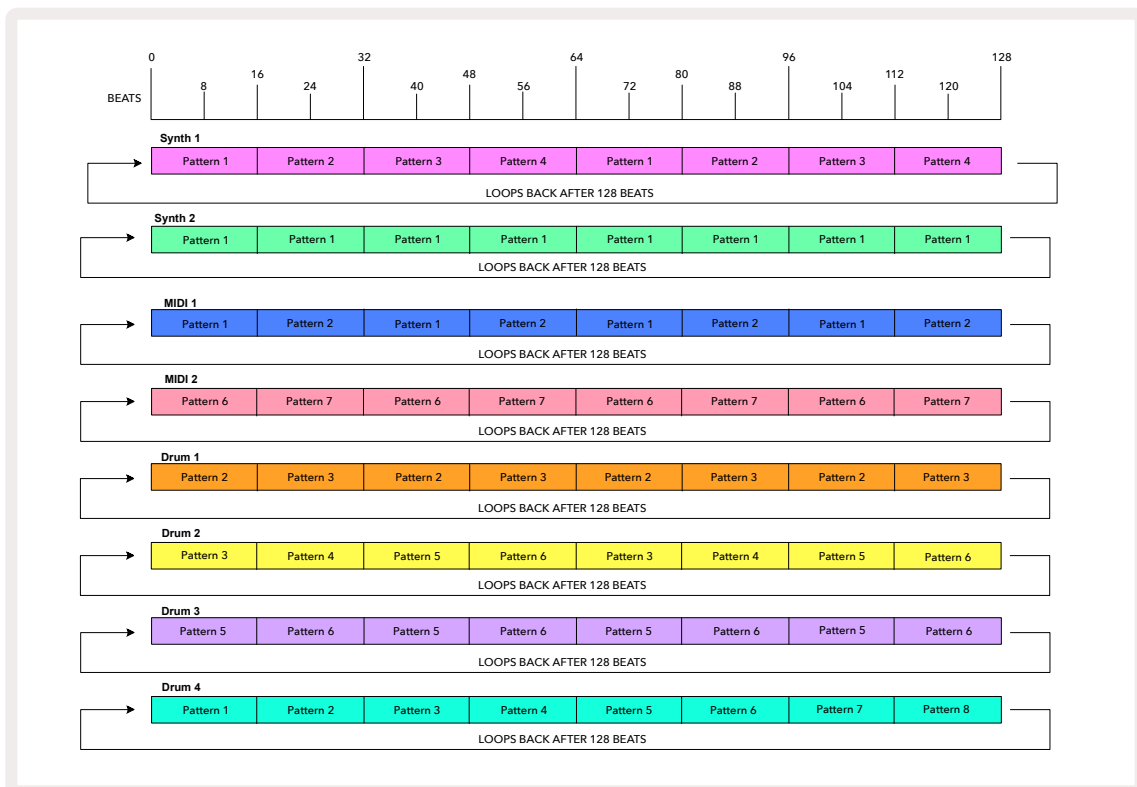 0 32 64 96 128
16 48 80 112
BEATS 8 24 40 56 72 88 104 120
Synth 1
Pattern 1 Pattern 2 Pattern 3 Pattern 4 Pattern 1 Pattern 2 Pattern 3 Pattern 4
LOOPS BACK AFTER 128 BEATS
Synth 2
Pattern 1 Pattern 1 Pattern 1 Pattern 1 Pattern 1 Pattern 1 Pattern 1 Pattern 1
LOOPS BACK AFTER 128 BEATS
MIDI 1
Pattern 1 Pattern 2 Pattern 1 Pattern 2 Pattern 1 Pattern 2 Pattern 1 Pattern 2
LOOPS BACK AFTER 128 BEATS
MIDI 2
Pattern 6 Pattern 7 Pattern 6 Pattern 7 Pattern 6 Pattern 7 Pattern 6 Pattern 7
LOOPS BACK AFTER 128 BEATS
Drum 1
Pattern 2 Pattern 3 Pattern 2 Pattern 3 Pattern 2 Pattern 3 Pattern 2 Pattern 3
LOOPS BACK AFTER 128 BEATS
Drum 2
Pattern 3 Pattern 4 Pattern 5 Pattern 6 Pattern 3 Pattern 4 Pattern 5 Pattern 6
LOOPS BACK AFTER 128 BEATS
Drum 3
Pattern 5 Pattern 6 Pattern 5 Pattern 6 Pattern 5 Pattern 6 Pattern 5 Pattern 6
LOOPS BACK AFTER 128 BEATS
Drum 4
Pattern 1 Pattern 2 Pattern 3 Pattern 4 Pattern 5 Pattern 6 Pattern 7 Pattern 8
LOOPS BACK AFTER 128 BEATS